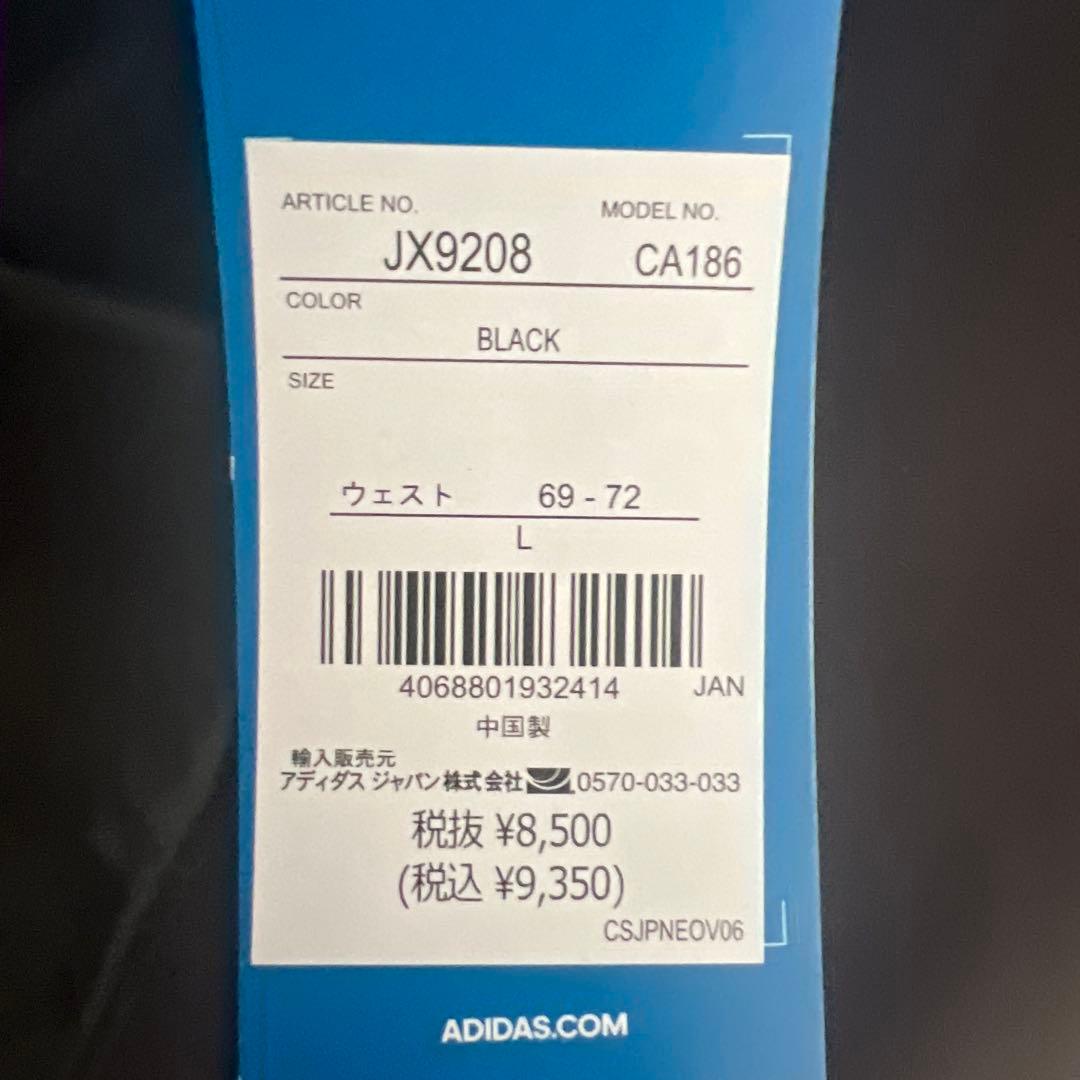 ARTICLE NO. MODEL NO.
JX9208 CA186
COLOR
BLACK
SIZE
ウェスト 69 - 72
L
4068801932414 JAN
中国製
輸入販売元
アディダス ジャパン株式会社 0570-033-033
税抜 ¥8,500
(税込 ¥9,350)
CSJPNEOV06
ADIDAS.COM